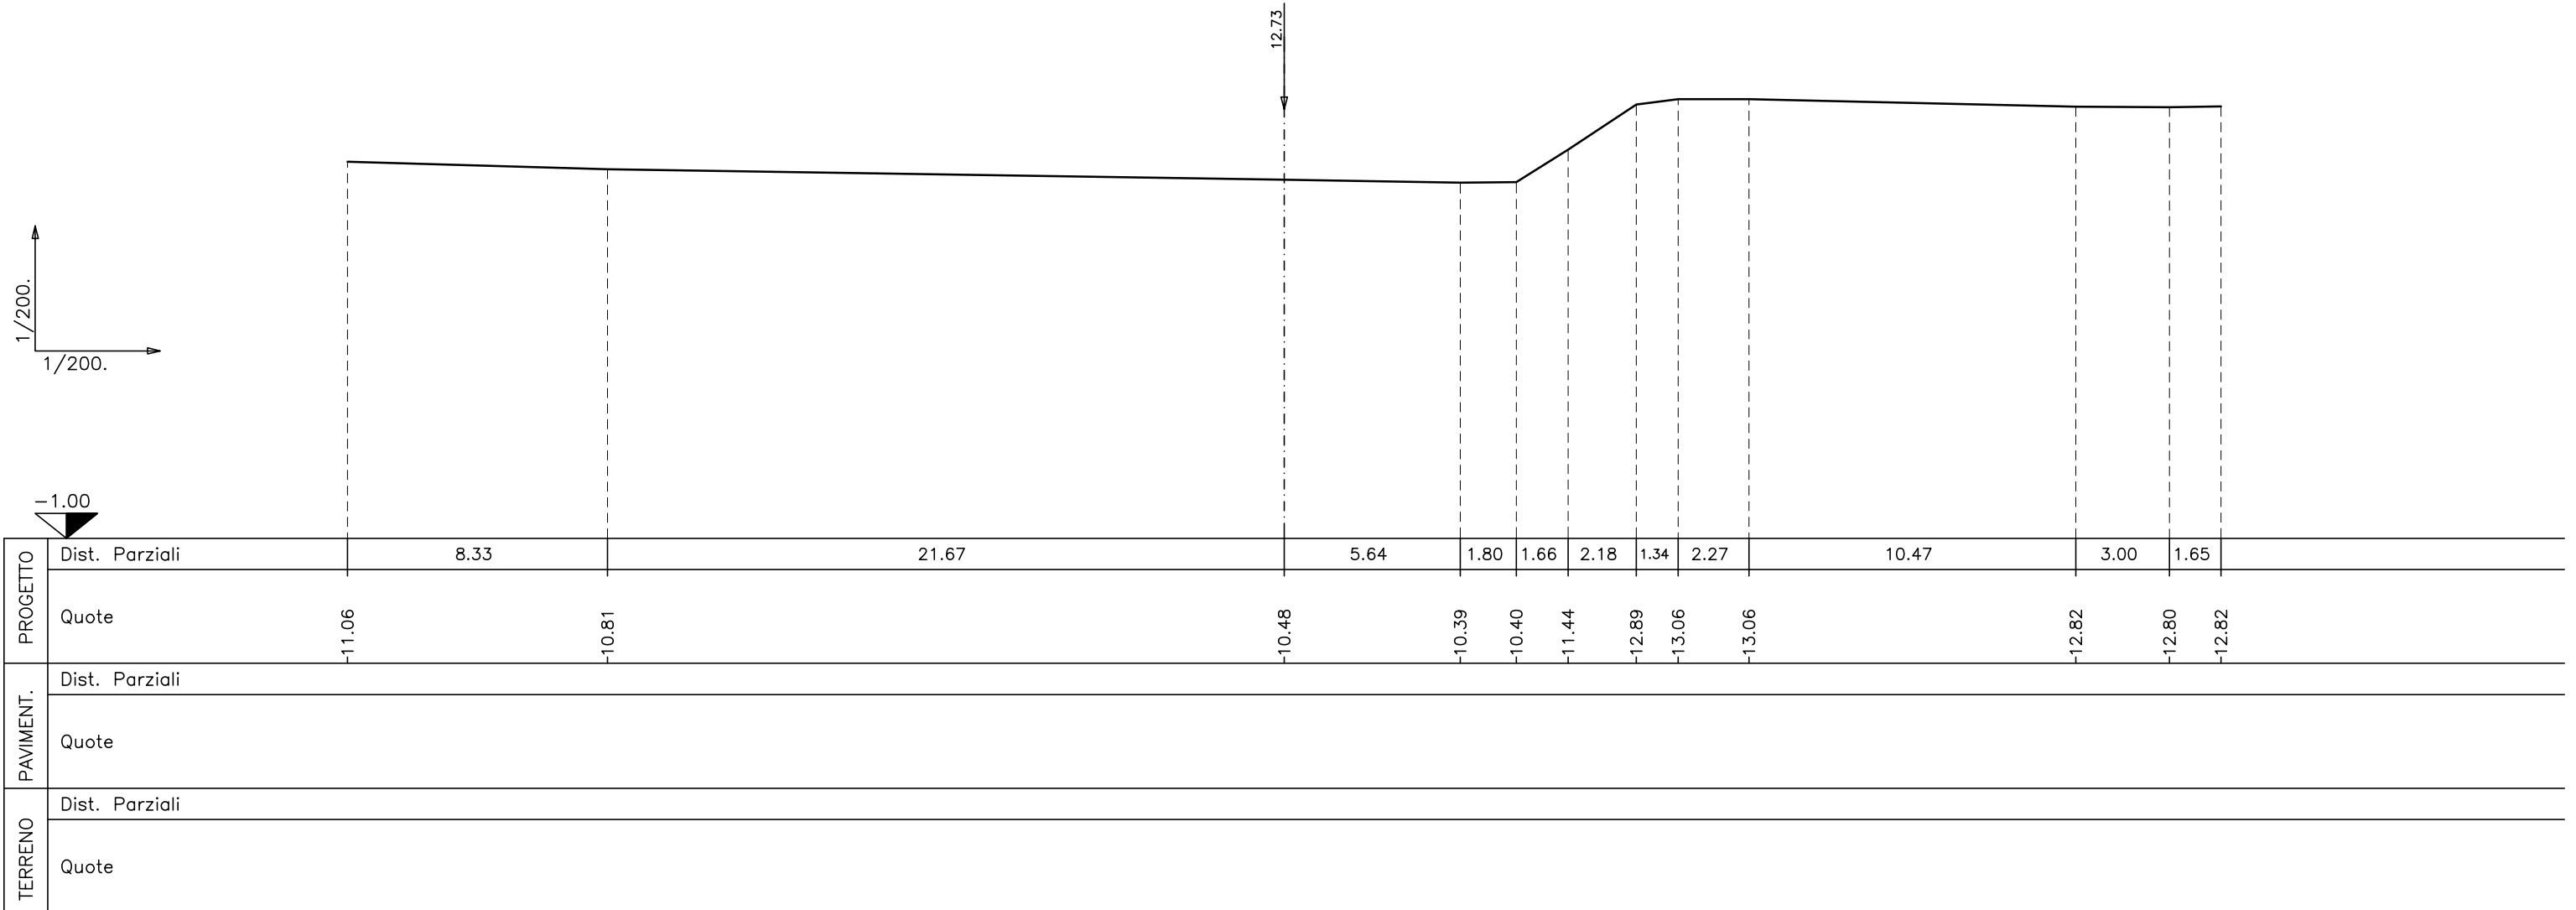 12.73
1/200.
1/200.
-1.00
PROGETTO
Dist. Parziali 8.33 21.67 5.64 1.80 1.66 2.18 1.34 2.27 10.47 3.00 1.65
Quote 11.06 10.81 10.48 10.39 10.40 11.44 12.89 13.06 13.06 12.82 12.80 12.82
PAVIMENT.
Dist. Parziali
Quote
TERRENO
Dist. Parziali
Quote